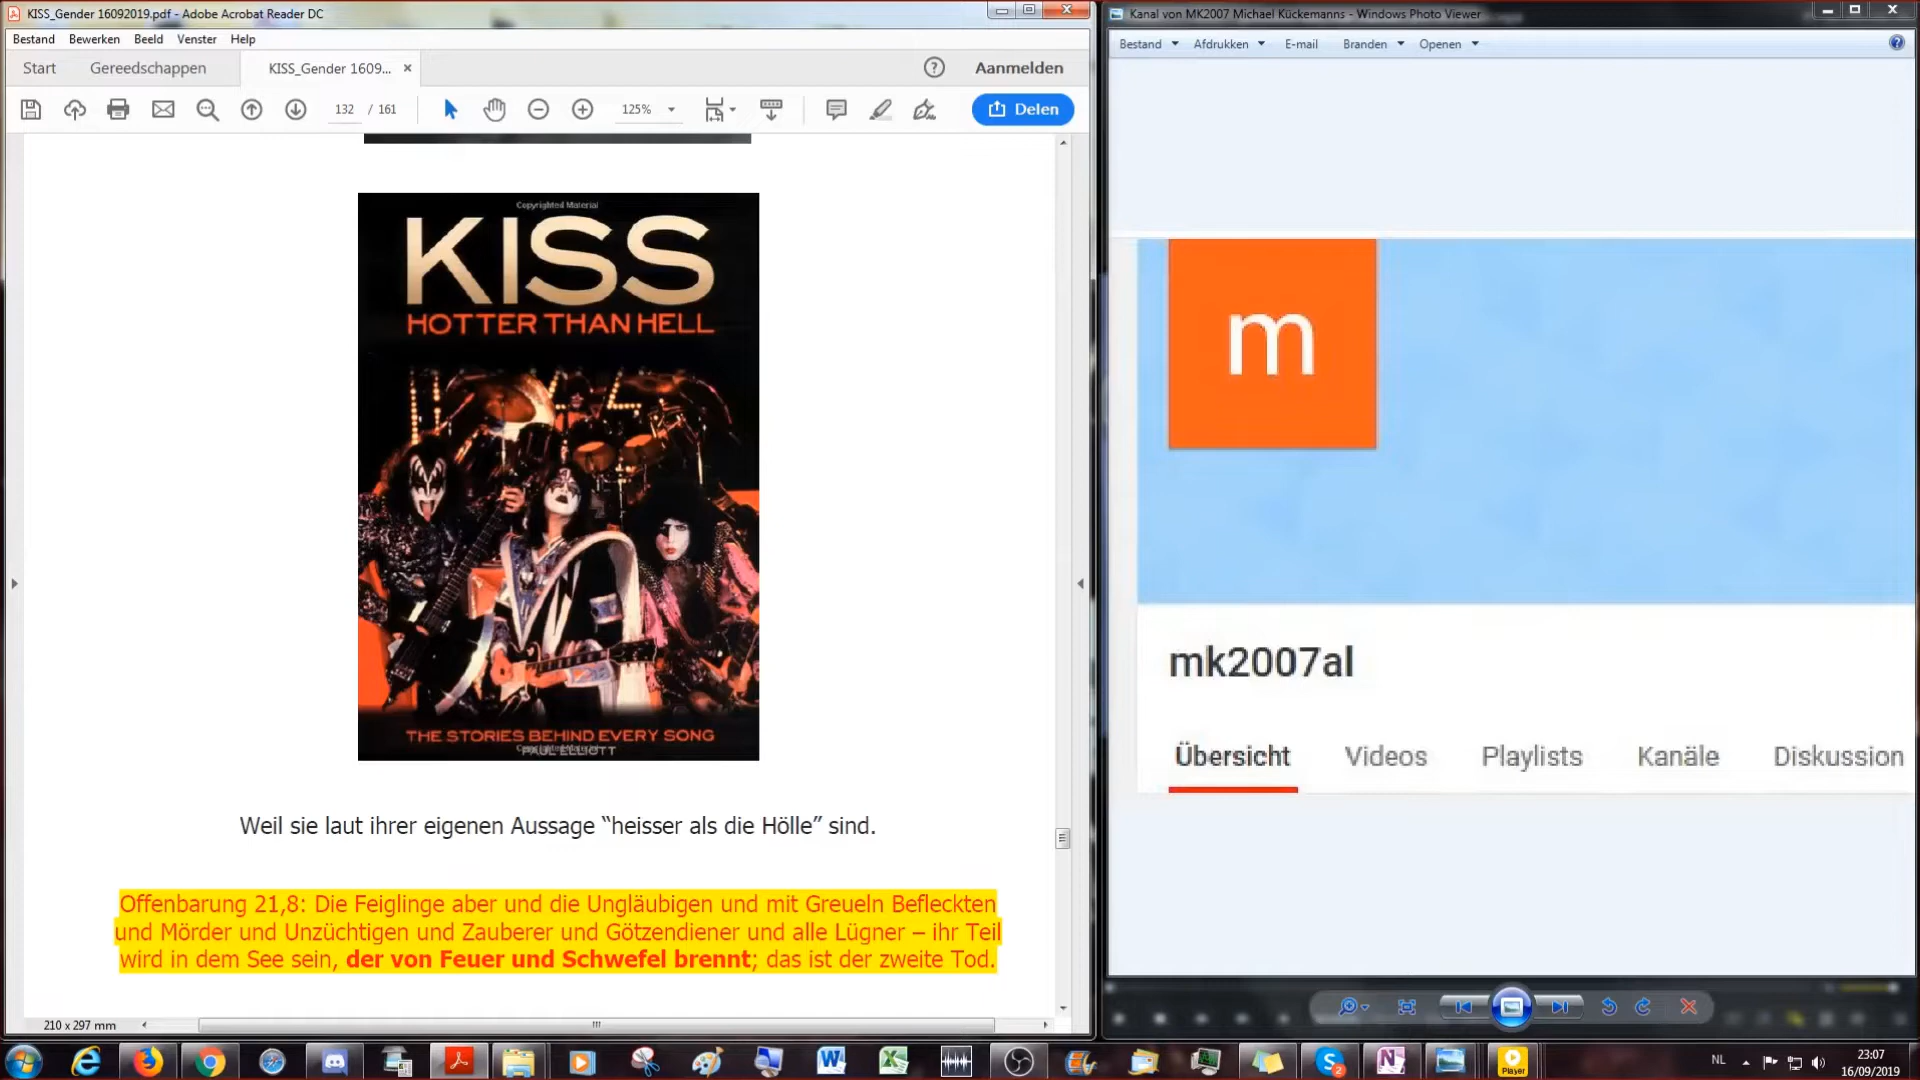 KISS_Gender 16092019.pdf - Adobe Acrobat Reader DC
Bestand Bewerken Beeld Venster Help
Start Gereedschappen KISS_Gender 1609... × Aanmelden
132 / 161 125% Delen
Copyrighted Material
KISS
HOTTER THAN HELL
THE STORIES BEHIND EVERY SONG
PAUL ELLIOTT
Weil sie laut ihrer eigenen Aussage “heisser als die Hölle” sind.
Offenbarung 21,8: Die Feiglinge aber und die Ungläubigen und mit Greueln Befleckten
und Mörder und Unzüchtigen und Zauberer und Götzendiener und alle Lügner – ihr Teil
wird in dem See sein, der von Feuer und Schwefel brennt; das ist der zweite Tod.
210 x 297 mm
Kanal von MK2007 Michael Kückemanns - Windows Photo Viewer
Bestand Afdrukken E-mail Branden Openen
m
mk2007al
Übersicht Videos Playlists Kanäle Diskussion
Player
NL
23:07
16/09/2019